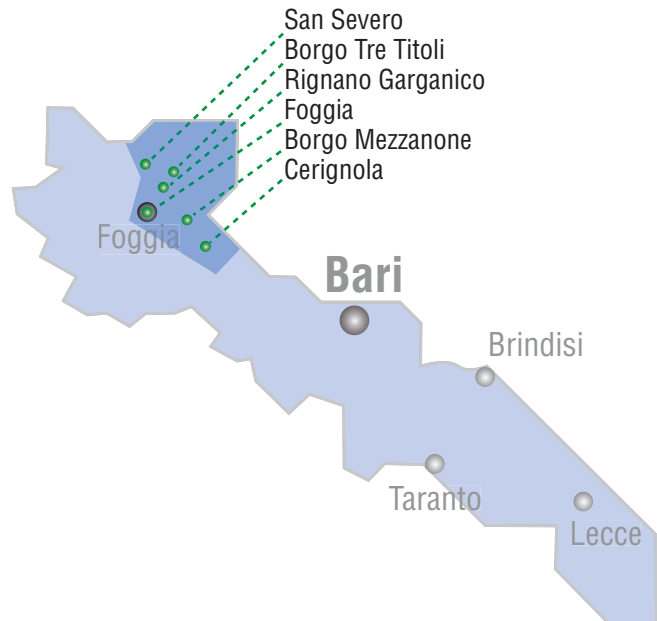 San Severo
Borgo Tre Titoli
Rignano Garganico
Foggia
Borgo Mezzanone
Cerignola
Foggia
Bari
Brindisi
Taranto
Lecce